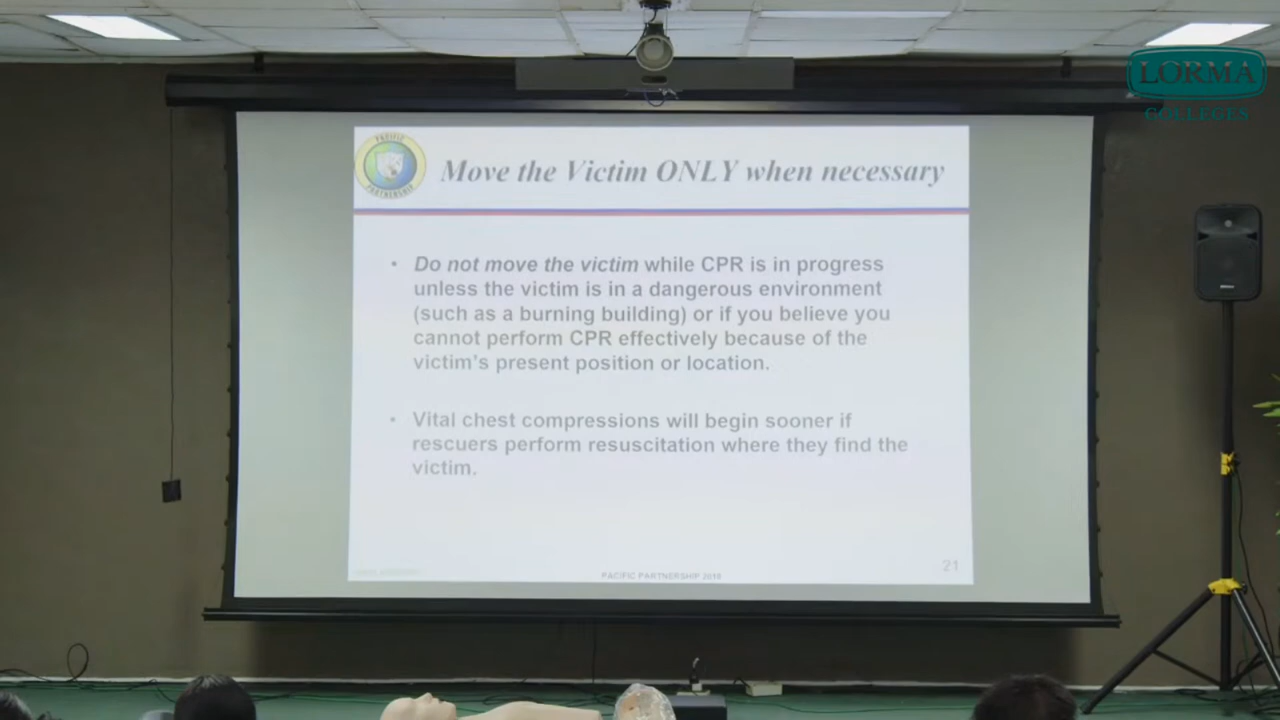 LORMA
COLLEGES
PACIFIC
PARTNERSHIP
Move the Victim ONLY when necessary
• Do not move the victim while CPR is in progress
unless the victim is in a dangerous environment
(such as a burning building) or if you believe you
cannot perform CPR effectively because of the
victim's present position or location.
• Vital chest compressions will begin sooner if
rescuers perform resuscitation where they find the
victim.
PACIFIC PARTNERSHIP
21